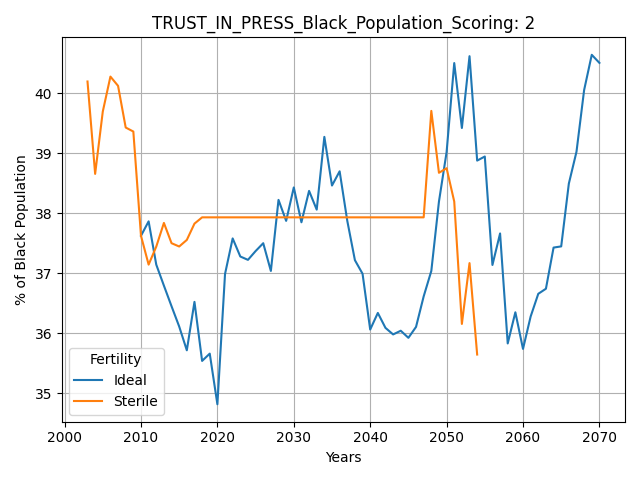 TRUST_IN_PRESS_Black_Population_Scoring: 2
% of Black Population
40
39
38
37
36
35
Fertility
Ideal
Sterile
2000 2010 2020 2030 2040 2050 2060 2070
Years